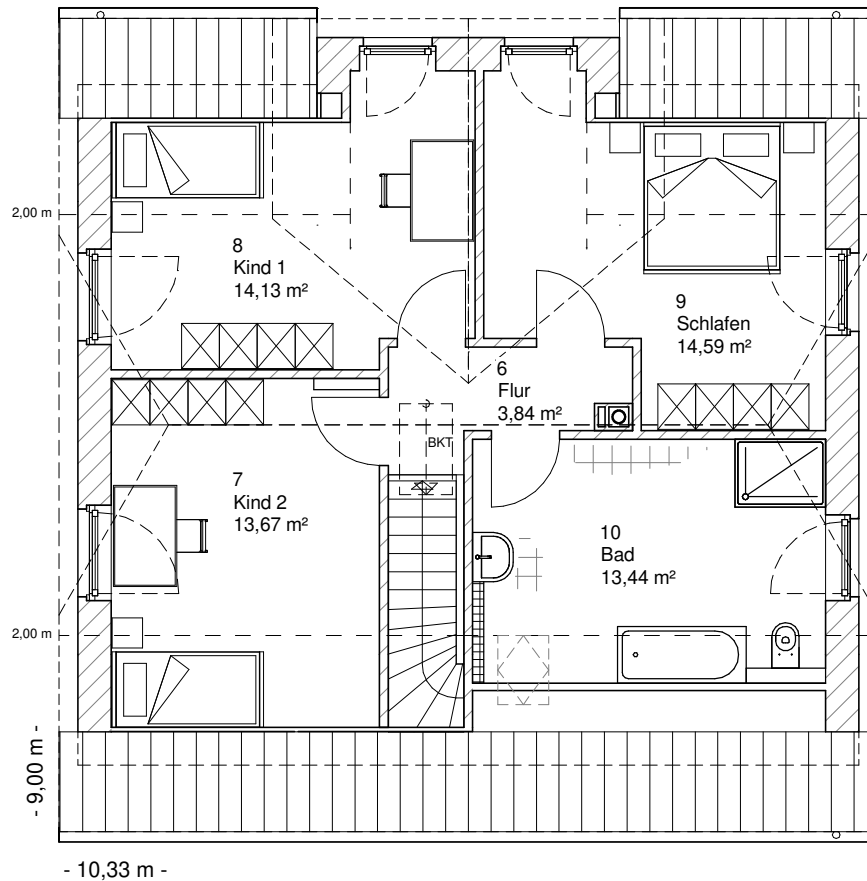 2,00 m
8
Kind 1
14,13 m²
9
Schlafen
14,59 m²
6
Flur
3,84 m²
BKT
7
Kind 2
13,67 m²
10
Bad
13,44 m²
2,00 m
- 9,00 m -
- 10,33 m -